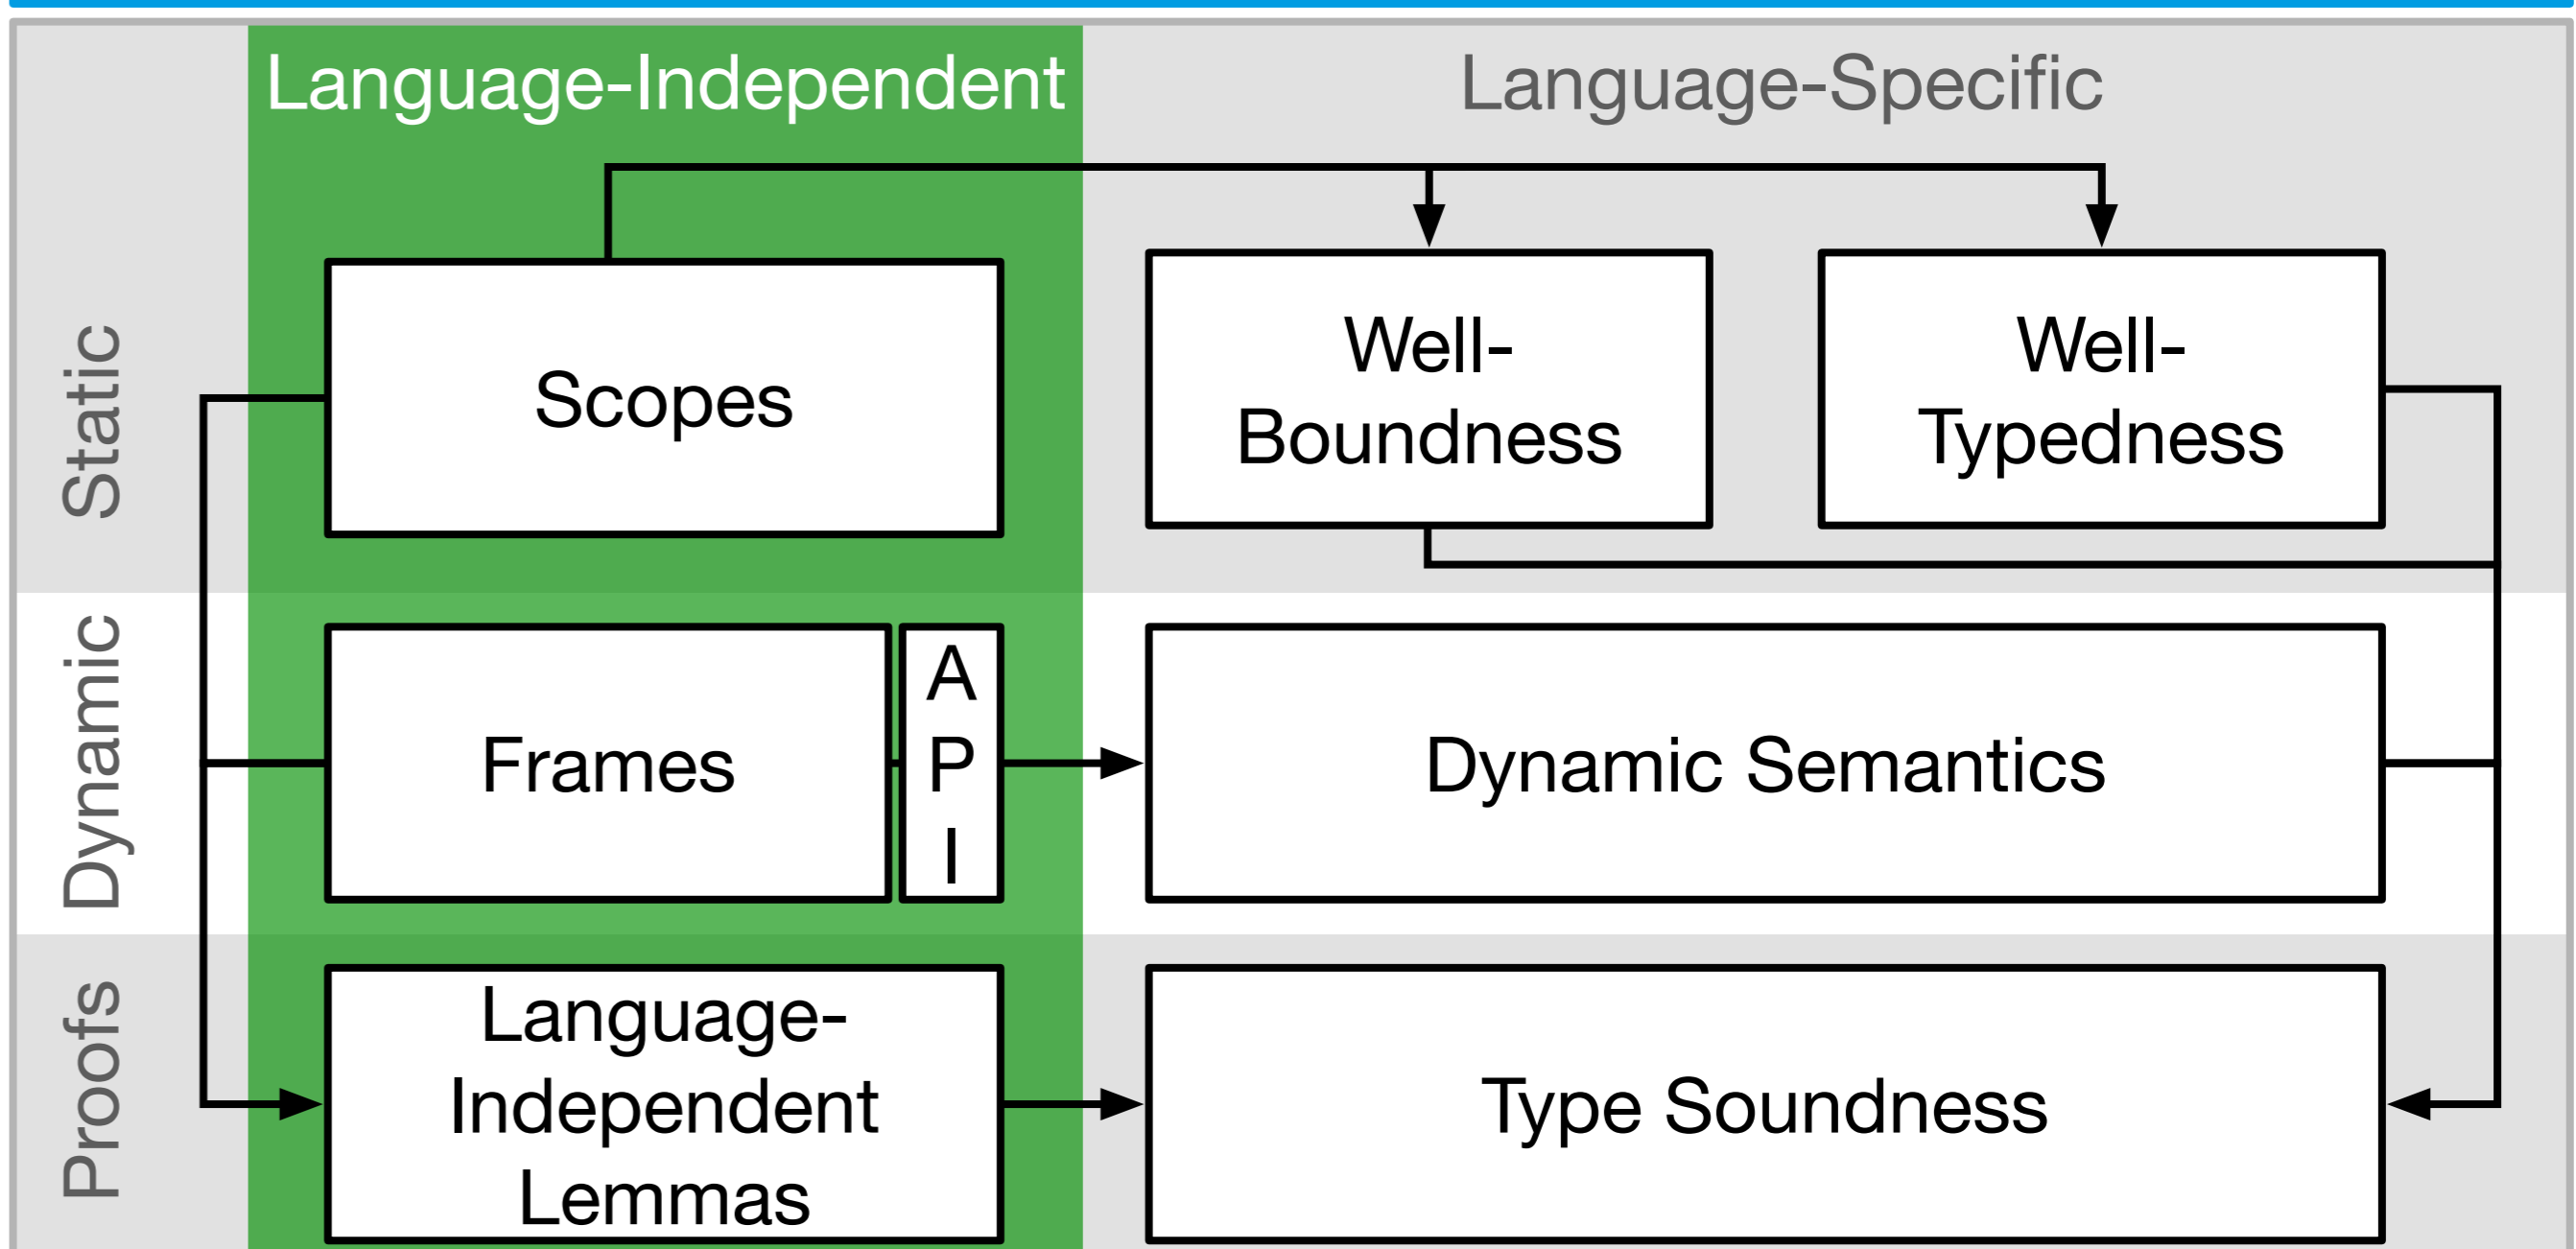 Language-Independent
Language-Specific
Static
Scopes
Well-
Boundness
Well-
Typedness
Dynamic
Frames
A
P
I
Dynamic Semantics
Proofs
Language-
Independent
Lemmas
Type Soundness